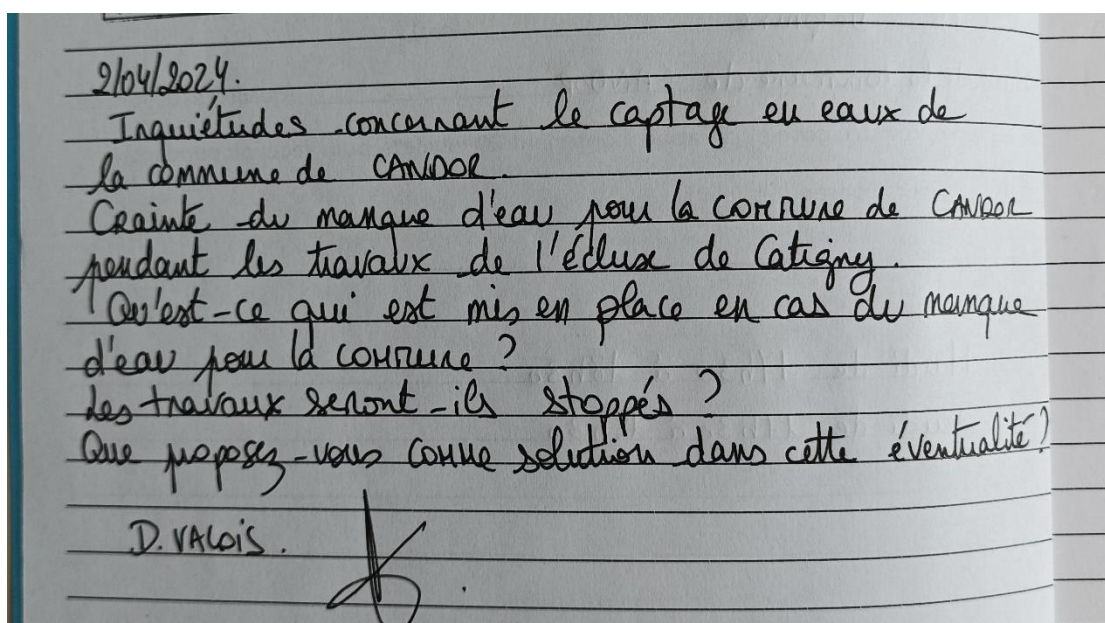 2/04/2024.
Inquiétudes concernant le captage en eaux de
la commune de CANDOR.
Crainte du manque d'eau pour la commune de CANDOR
pendant les travaux de l'écluse de Catigny.
Qu'est-ce qui est mis en place en cas du manque
d'eau pour la commune ?
Les travaux seront-ils stoppés ?
Que proposez-vous comme solution dans cette éventualité ?
D. VALOIS.